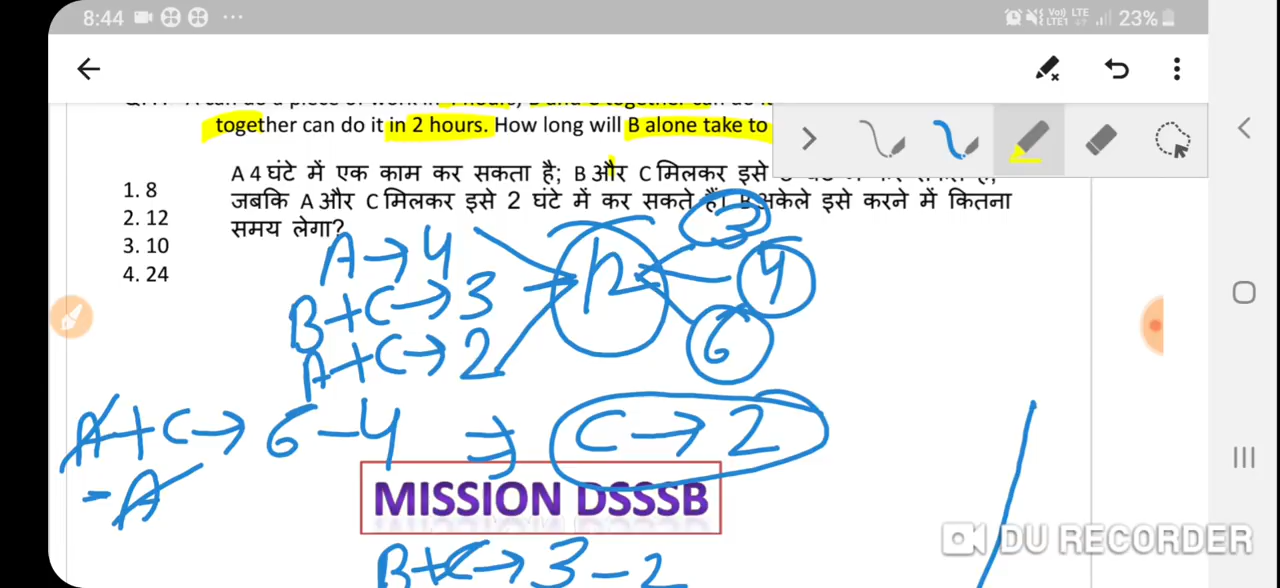 8:44 ... Vo) LTE LTE1 23%
together can do it in 2 hours. How long will B alone take to
A 4 घंटे में एक काम कर सकता है; B और C मिलकर इसे
1. 8
जबकि A और C मिलकर इसे 2 घंटे में कर सकते हैं। B अकेले इसे करने में कितना
2. 12
समय लेगा?
3. 10
4. 24
A → 4
B + C → 3
A + C → 2
12
3
4
6
A + C → 6 - 4 ⇒ C → 2
- A
MISSION DSSSB
B + C → 3 - 2
DU RECORDER